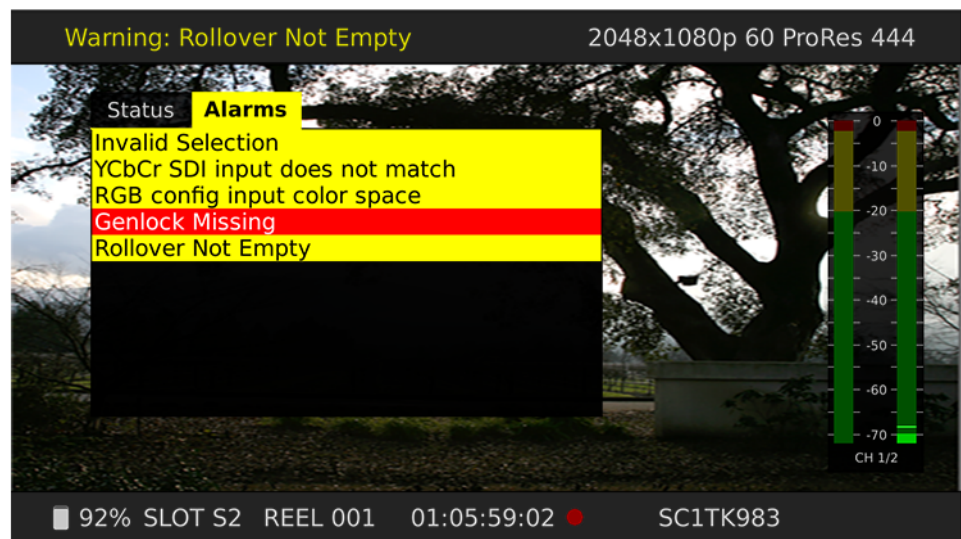 Warning: Rollover Not Empty 2048x1080p 60 ProRes 444
Status Alarms
Invalid Selection
YCbCr SDI input does not match
RGB config input color space
Genlock Missing
Rollover Not Empty
0
-10
-20
-30
-40
-50
-60
-70
CH 1/2
92% SLOT S2 REEL 001 01:05:59:02 SC1TK983